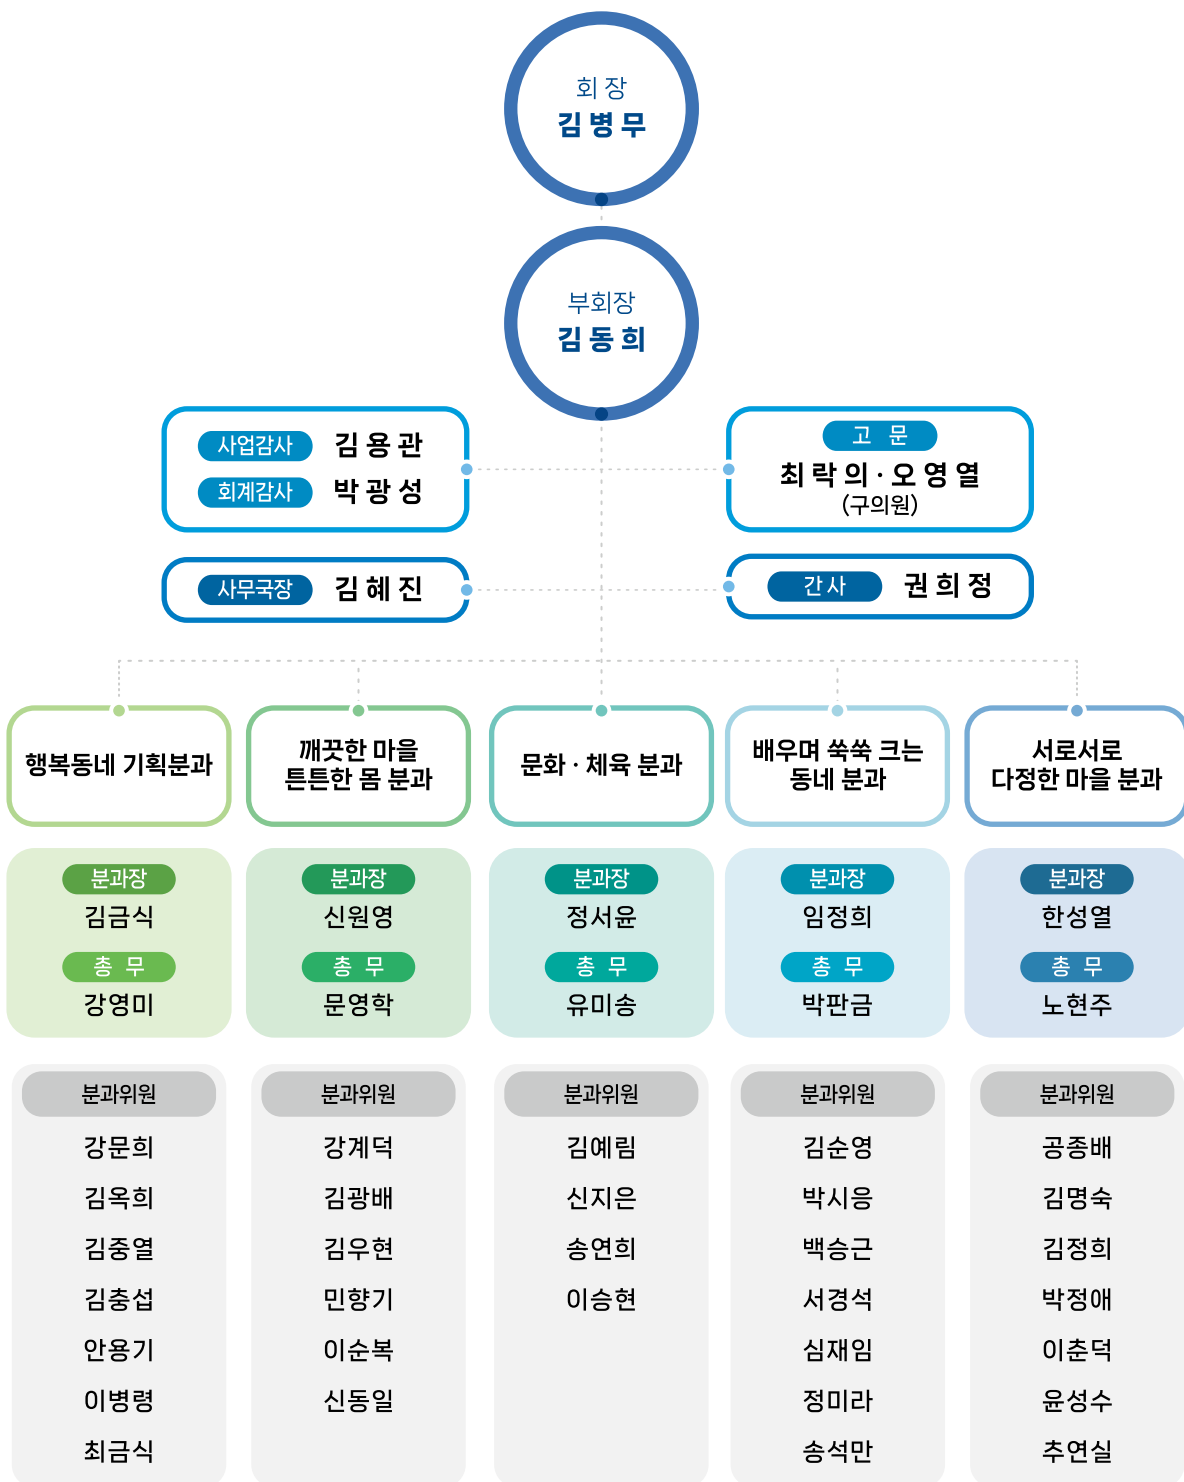 회 장
김 병 무
부회장
김 동 희
사업감사 김 용 관
회계감사 박 광 성
고 문
최 락 의 · 오 영 열
(구의원)
사무국장 김 혜 진
간 사 권 희 정
행복동네 기획분과
분과장
김금식
총 무
강영미
분과위원
강문희
김옥희
김중열
김충섭
안용기
이병령
최금식
깨끗한 마을
튼튼한 몸 분과
분과장
신원영
총 무
문영학
분과위원
강계덕
김광배
김우현
민향기
이순복
신동일
문화 · 체육 분과
분과장
정서윤
총 무
유미송
분과위원
김예림
신지은
송연희
이승현
배우며 쑥쑥 크는
동네 분과
분과장
임정희
총 무
박판금
분과위원
김순영
박시응
백승근
서경석
심재임
정미라
송석만
서로서로
다정한 마을 분과
분과장
한성열
총 무
노현주
분과위원
공종배
김명숙
김정희
박정애
이춘덕
윤성수
추연실